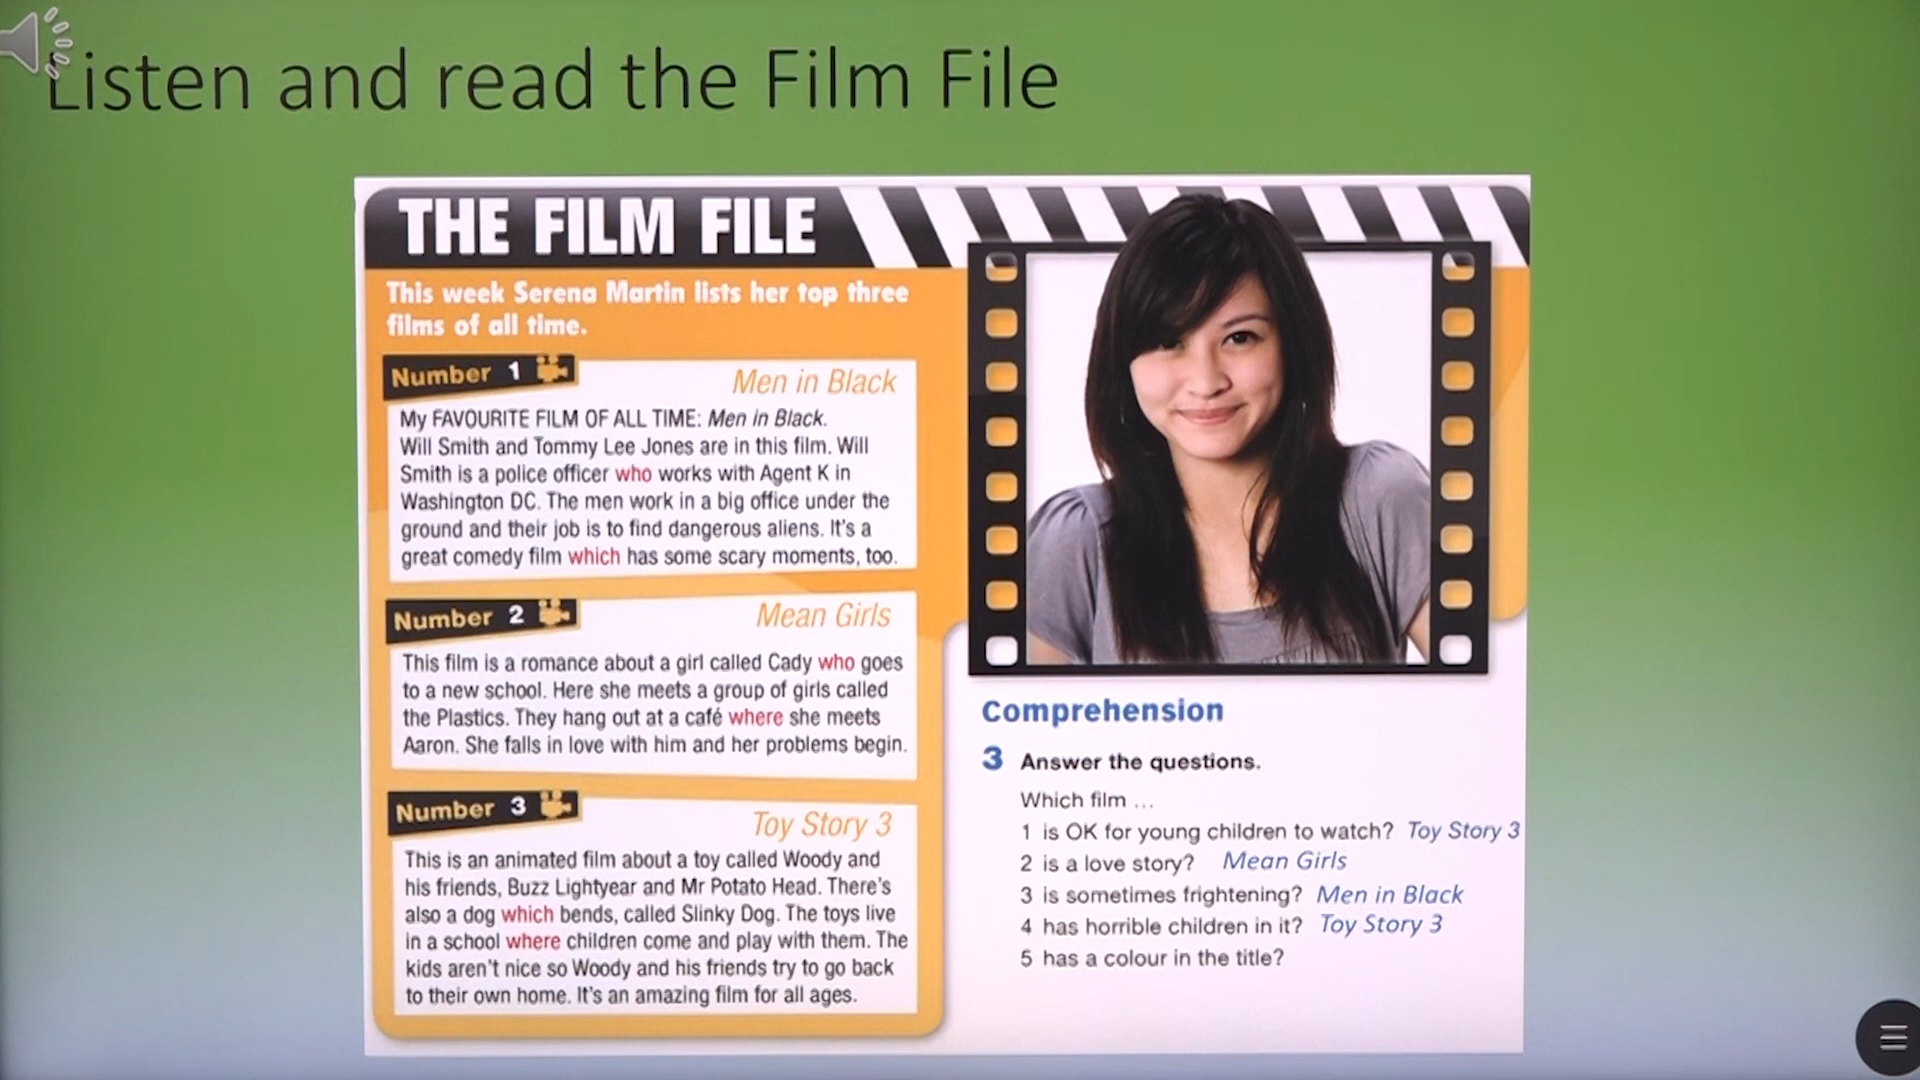 Listen and read the Film File
THE FILM FILE
This week Serena Martin lists her top three
films of all time.
Number 1
Men in Black
My FAVOURITE FILM OF ALL TIME: Men in Black.
Will Smith and Tommy Lee Jones are in this film. Will
Smith is a police officer who works with Agent K in
Washington DC. The men work in a big office under the
ground and their job is to find dangerous aliens. It's a
great comedy film which has some scary moments, too.
Number 2
Mean Girls
This film is a romance about a girl called Cady who goes
to a new school. Here she meets a group of girls called
the Plastics. They hang out at a café where she meets
Aaron. She falls in love with him and her problems begin.
Number 3
Toy Story 3
This is an animated film about a toy called Woody and
his friends, Buzz Lightyear and Mr Potato Head. There's
also a dog which bends, called Slinky Dog. The toys live
in a school where children come and play with them. The
kids aren't nice so Woody and his friends try to go back
to their own home. It's an amazing film for all ages.
Comprehension
3 Answer the questions.
Which film ...
1 is OK for young children to watch? Toy Story 3
2 is a love story? Mean Girls
3 is sometimes frightening? Men in Black
4 has horrible children in it? Toy Story 3
5 has a colour in the title?